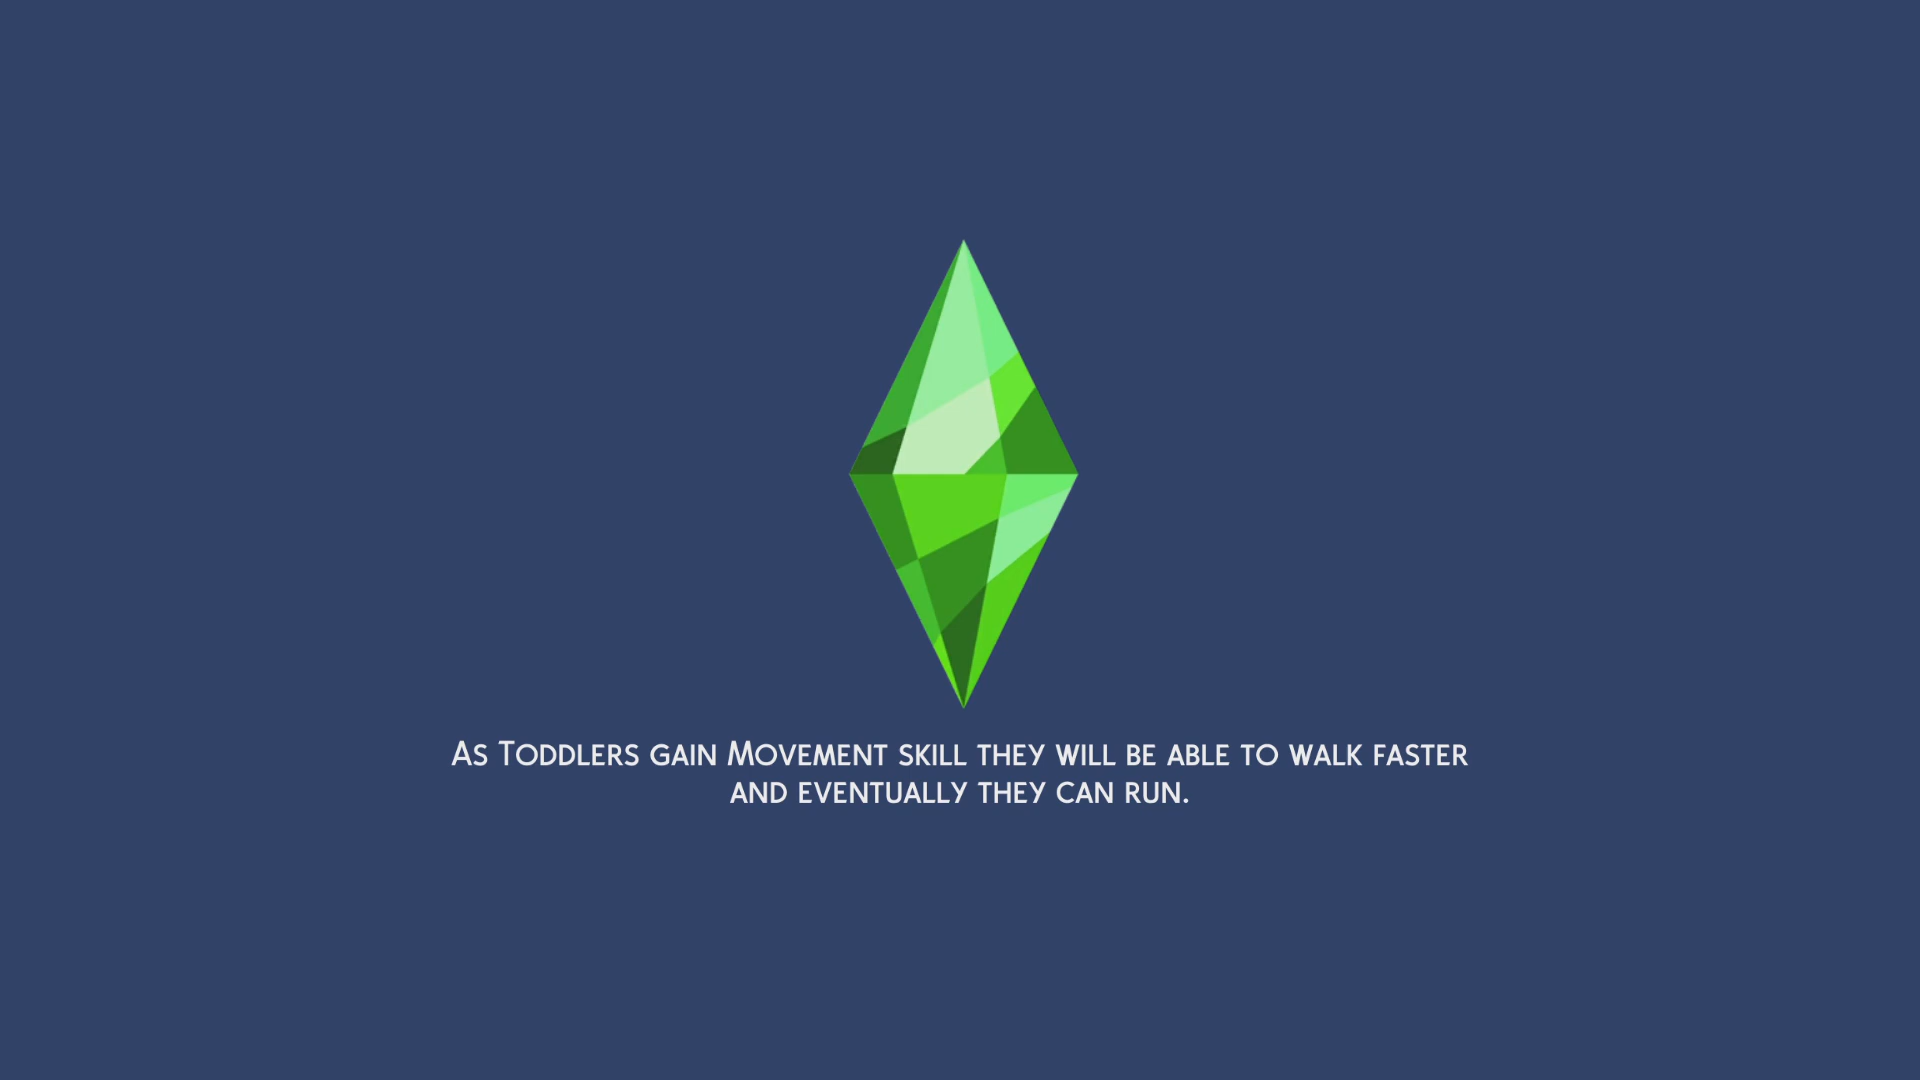 As Toddlers gain Movement skill they will be able to walk faster
and eventually they can run.